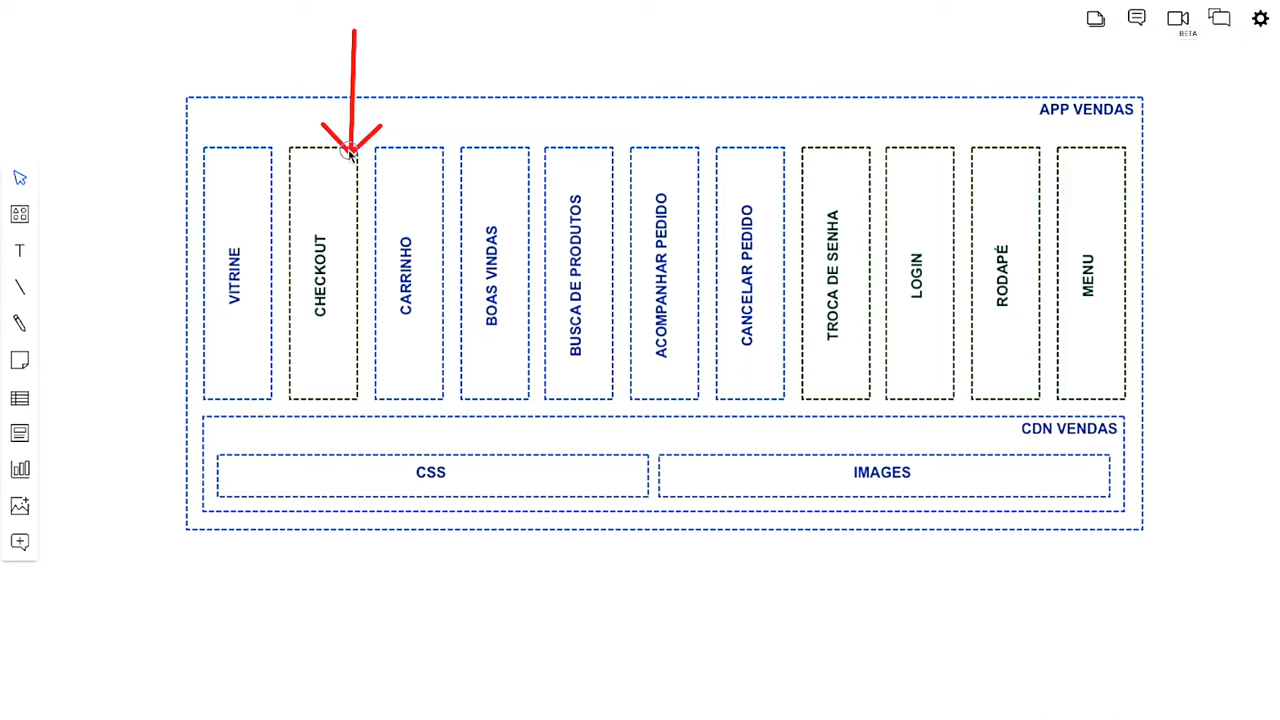 BETA
APP VENDAS
VITRINE
CHECKOUT
CARRINHO
BOAS VINDAS
BUSCA DE PRODUTOS
ACOMPANHAR PEDIDO
CANCELAR PEDIDO
TROCA DE SENHA
LOGIN
RODAPÉ
MENU
CDN VENDAS
CSS
IMAGES